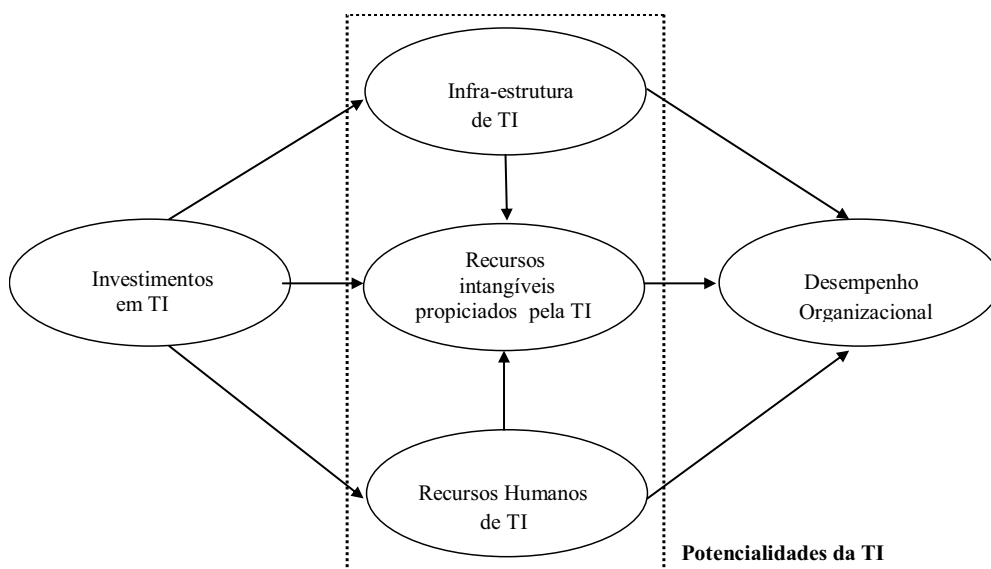 Infra-estrutura
de TI
Investimentos
em TI
Recursos
intangíveis
propiciados pela TI
Desempenho
Organizacional
Recursos Humanos
de TI
Potencialidades da TI